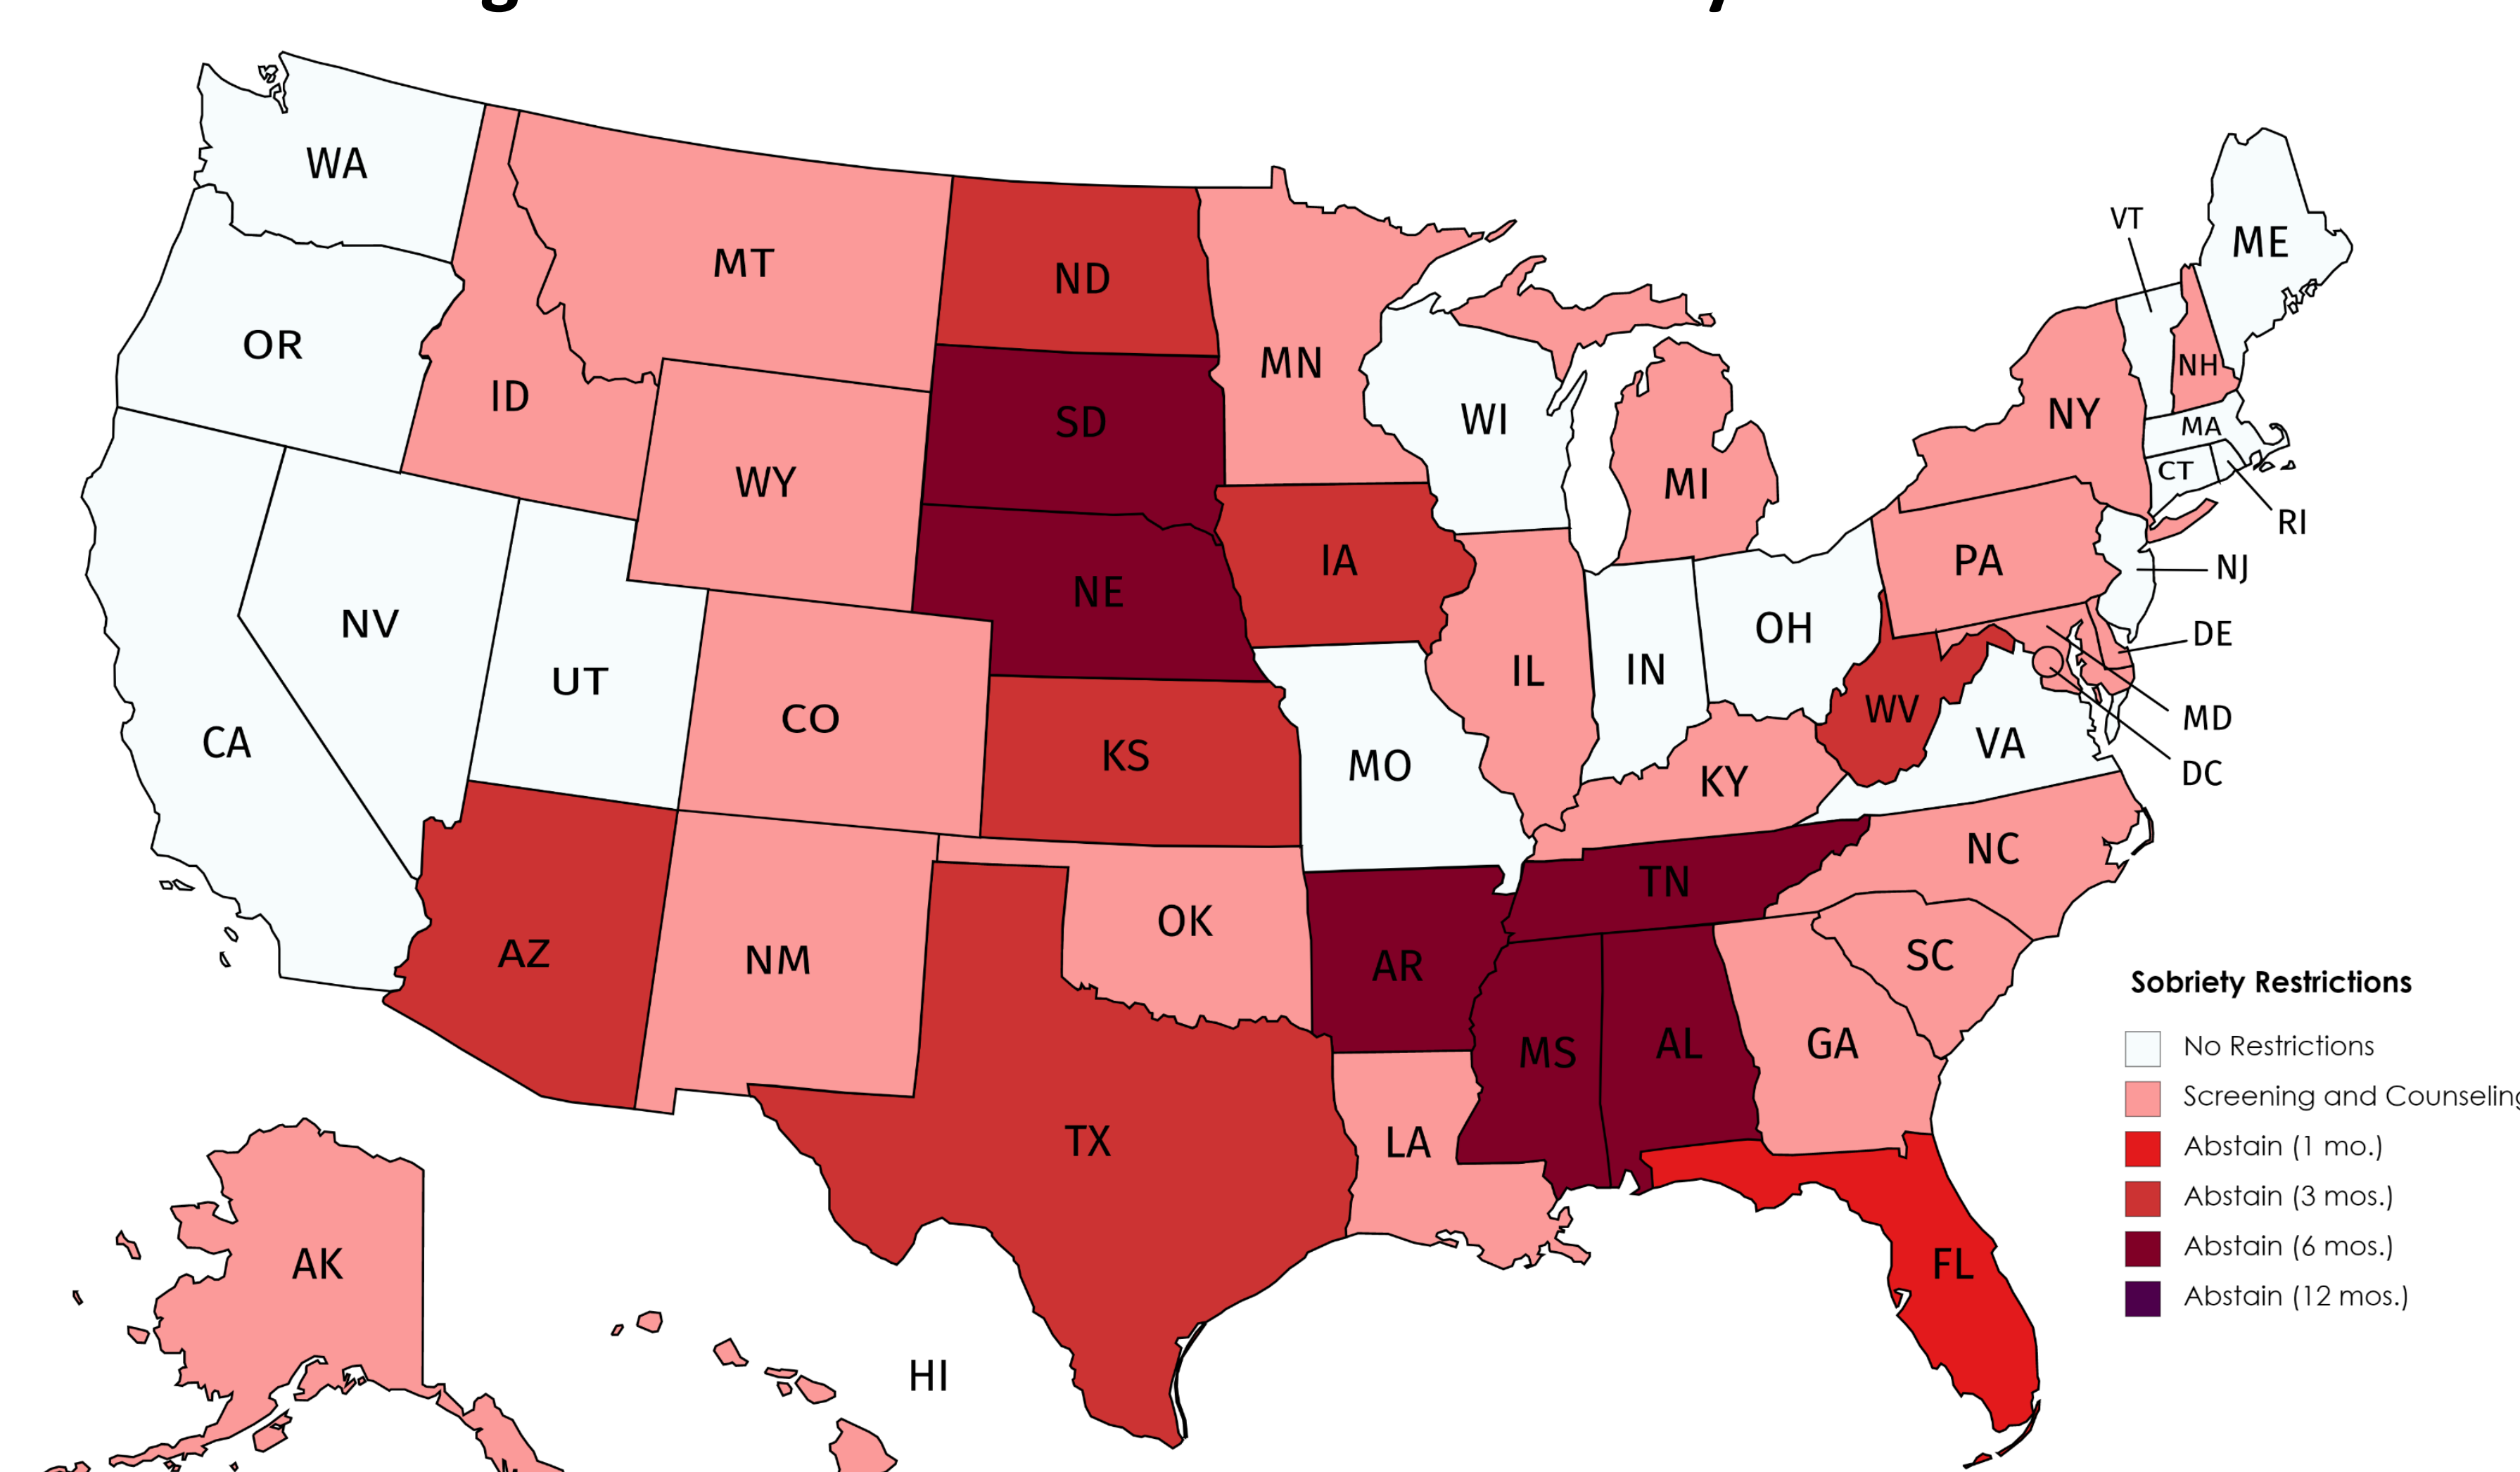 WA
MT
ND
VT
ME
OR
ID
MN
SD
WI
NH
NY
MA
WY
MI
CT
RI
NE
IA
PA
NJ
NV
UT
IL
IN
OH
DE
CO
WV
MD
CA
KS
MO
KY
VA
DC
NC
TN
OK
AZ
NM
AR
SC
MS
AL
GA
TX
LA
AK
FL
HI
Sobriety Restrictions
No Restrictions
Screening and Counseling
Abstain (1 mo.)
Abstain (3 mos.)
Abstain (6 mos.)
Abstain (12 mos.)